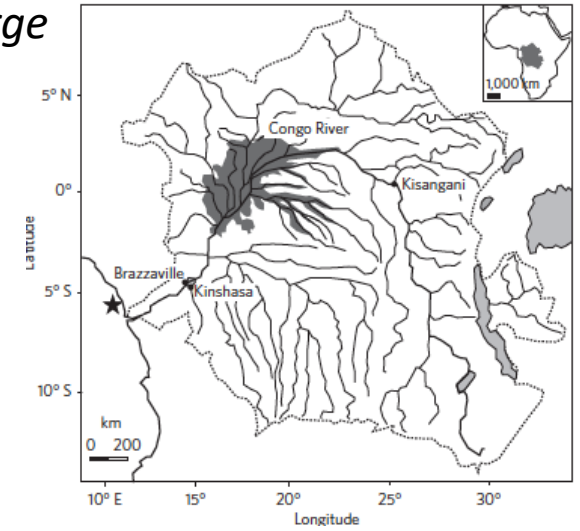 rge
1,000 km
5° N
Congo River
0°
Kisangani
Latitude
Brazzaville
5° S
Kinshasa
10° S
km
0 200
10° E 15° 20° 25° 30°
Longitude